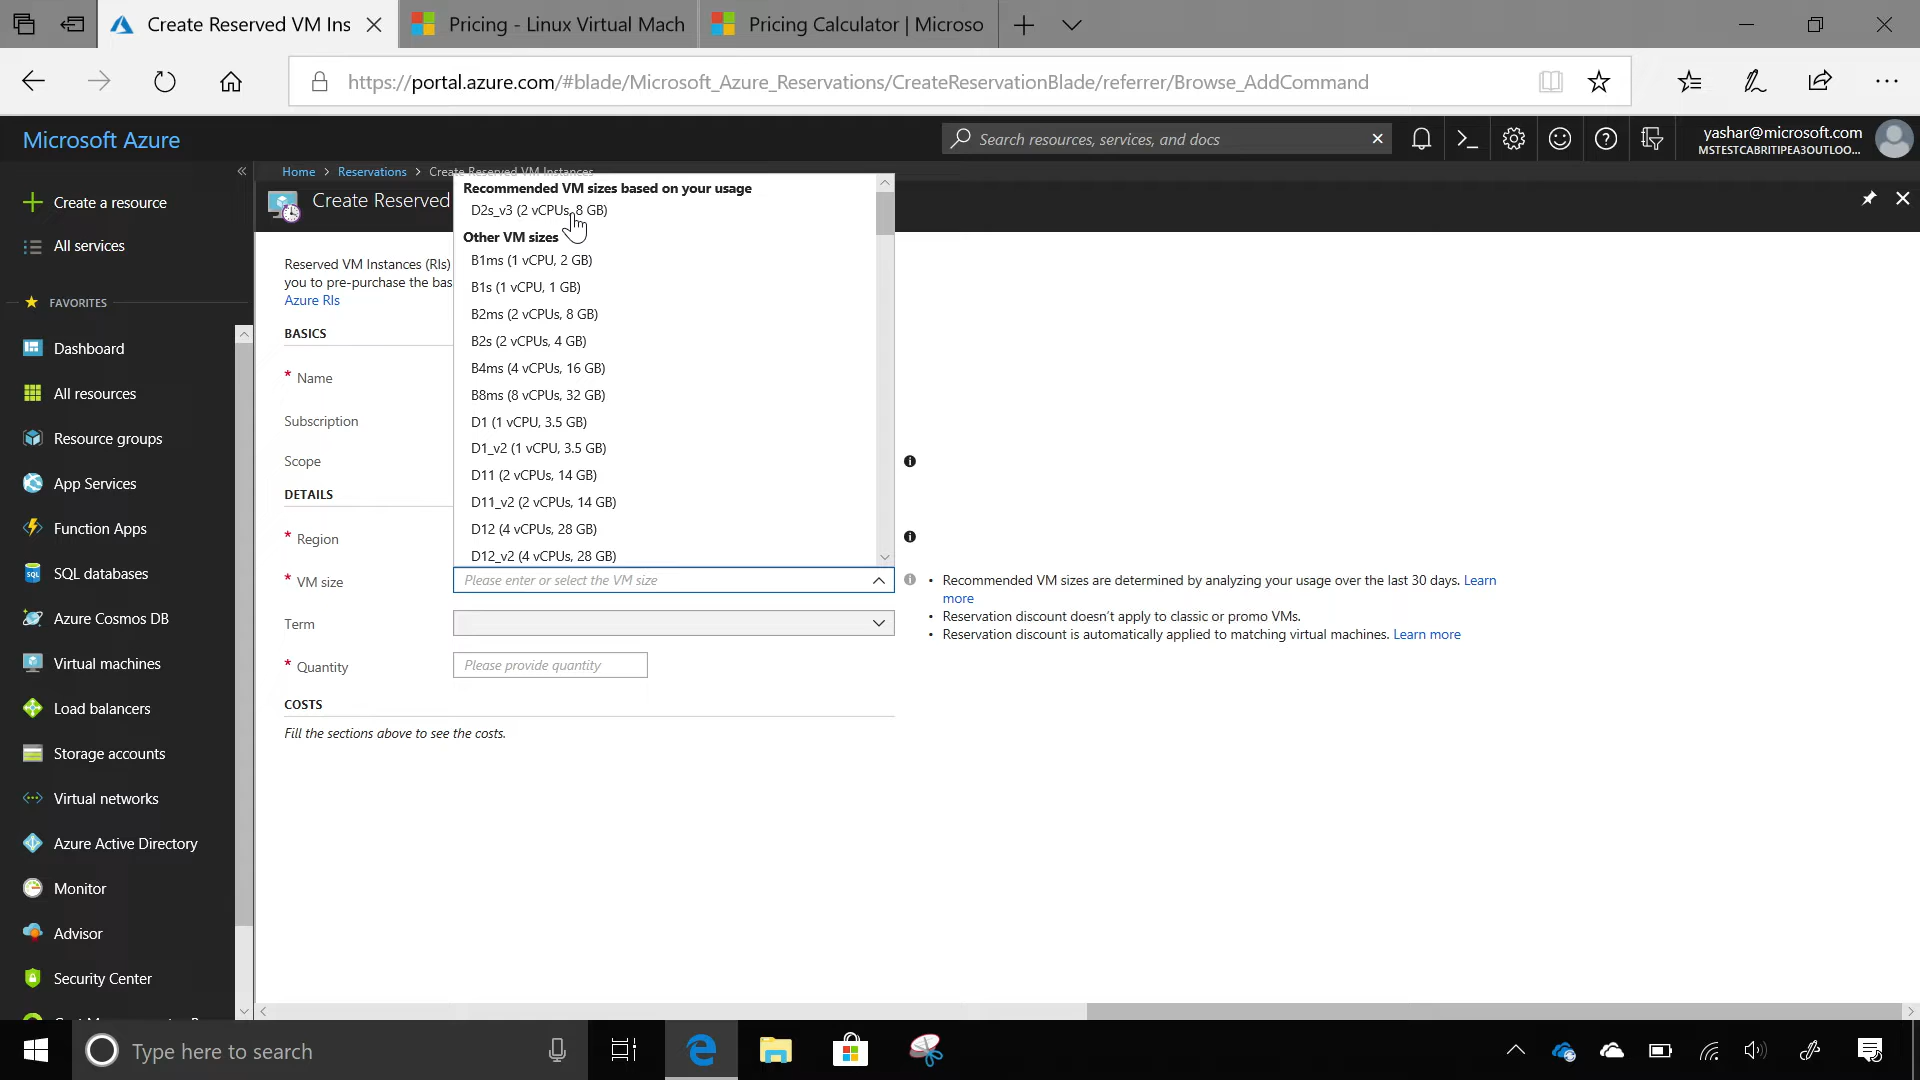 Create Reserved VM Ins
Pricing - Linux Virtual Mach
Pricing Calculator | Microso
https://portal.azure.com/#blade/Microsoft_Azure_Reservations/CreateReservationBlade/referrer/Browse_AddCommand
Microsoft Azure
Search resources, services, and docs
yashar@microsoft.com
MSTESTCABRITIPEA3OUTLOO...
Create a resource
All services
FAVORITES
Dashboard
All resources
Resource groups
App Services
Function Apps
SQL databases
Azure Cosmos DB
Virtual machines
Load balancers
Storage accounts
Virtual networks
Azure Active Directory
Monitor
Advisor
Security Center
Home > Reservations > Create Reserved VM Instances
Create Reserved
Reserved VM Instances (RIs)
you to pre-purchase the bas
Azure RIs
BASICS
* Name
Subscription
Scope
DETAILS
* Region
Recommended VM sizes based on your usage
D2s_v3 (2 vCPUs, 8 GB)
Other VM sizes
B1ms (1 vCPU, 2 GB)
B1s (1 vCPU, 1 GB)
B2ms (2 vCPUs, 8 GB)
B2s (2 vCPUs, 4 GB)
B4ms (4 vCPUs, 16 GB)
B8ms (8 vCPUs, 32 GB)
D1 (1 vCPU, 3.5 GB)
D1_v2 (1 vCPU, 3.5 GB)
D11 (2 vCPUs, 14 GB)
D11_v2 (2 vCPUs, 14 GB)
D12 (4 vCPUs, 28 GB)
D12_v2 (4 vCPUs, 28 GB)
* VM size
Please enter or select the VM size
• Recommended VM sizes are determined by analyzing your usage over the last 30 days. Learn
more
• Reservation discount doesn't apply to classic or promo VMs.
• Reservation discount is automatically applied to matching virtual machines. Learn more
Term
* Quantity
Please provide quantity
COSTS
Fill the sections above to see the costs.
Type here to search